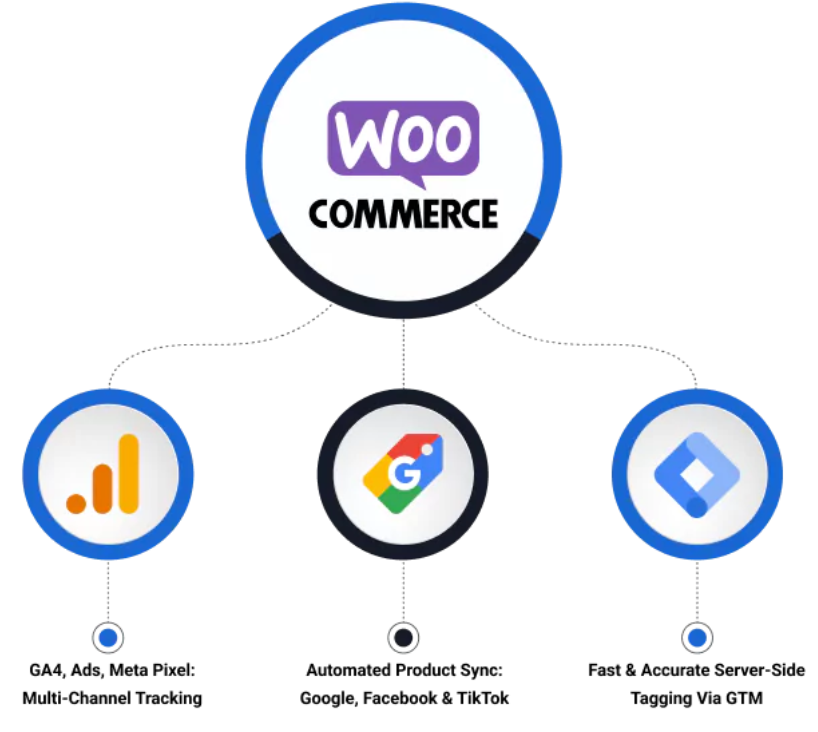 Woo
COMMERCE
G
GA4, Ads, Meta Pixel:
Multi-Channel Tracking
Automated Product Sync:
Google, Facebook & TikTok
Fast & Accurate Server-Side
Tagging Via GTM